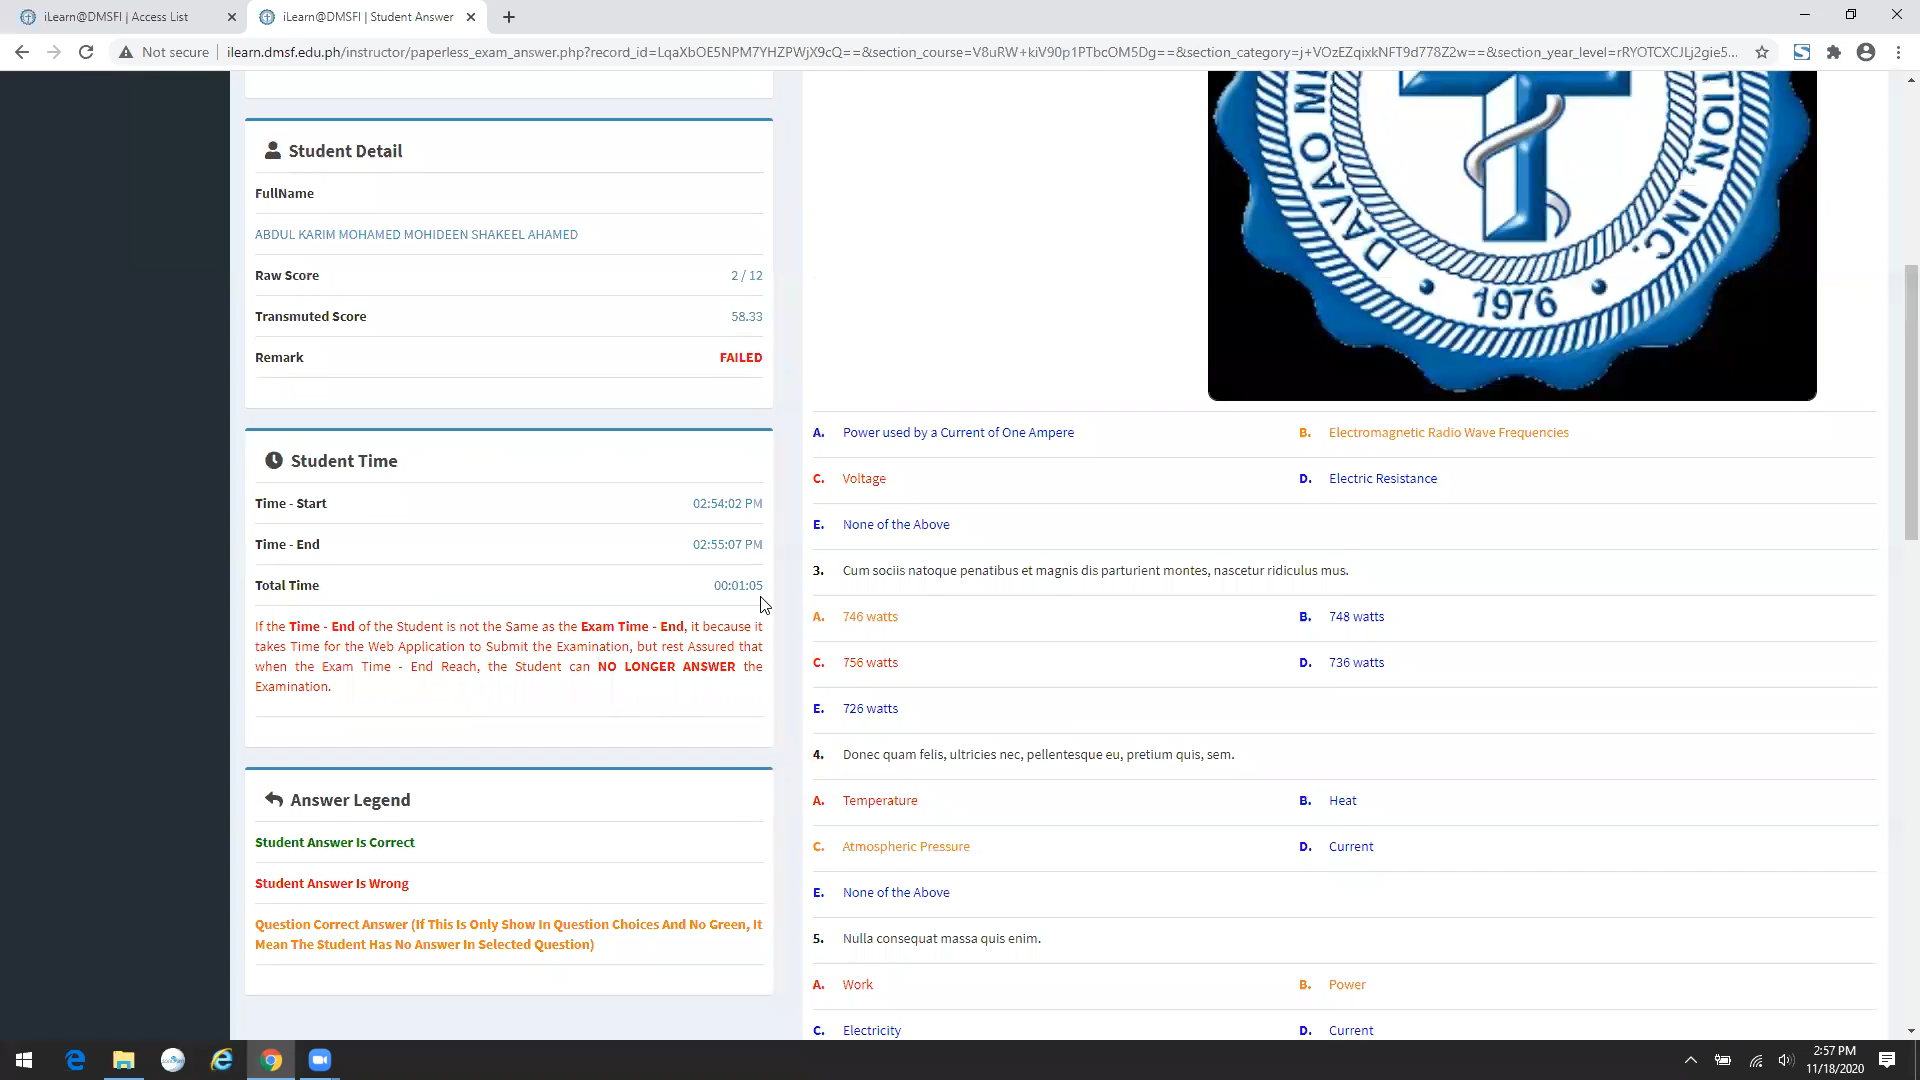 iLearn@DMSFI | Access List
iLearn@DMSFI | Student Answer
Not secure
ilearn.dmsf.edu.ph/instructor/paperless_exam_answer.php?record_id=LqaXbOE5NPM7YHZPWjX9cQ==&section_course=V8uRW+kiV90p1PTbcOM5Dg==&section_category=j+VOzEZqixkNFT9d778Z2w==&section_year_level=rRYOTCXCJLj2gie5...
Student Detail
FullName
ABDUL KARIM MOHAMED MOHIDEEN SHAKEEL AHAMED
Raw Score 2 / 12
Transmuted Score 58.33
Remark FAILED
Student Time
Time - Start 02:54:02 PM
Time - End 02:55:07 PM
Total Time 00:01:05
If the Time - End of the Student is not the Same as the Exam Time - End, it because it
takes Time for the Web Application to Submit the Examination, but rest Assured that
when the Exam Time - End Reach, the Student can NO LONGER ANSWER the
Examination.
Answer Legend
Student Answer Is Correct
Student Answer Is Wrong
Question Correct Answer (If This Is Only Show In Question Choices And No Green, It
Mean The Student Has No Answer In Selected Question)
DAVAO M
TION, INC.
1976
A. Power used by a Current of One Ampere
B. Electromagnetic Radio Wave Frequencies
C. Voltage
D. Electric Resistance
E. None of the Above
3. Cum sociis natoque penatibus et magnis dis parturient montes, nascetur ridiculus mus.
A. 746 watts
B. 748 watts
C. 756 watts
D. 736 watts
E. 726 watts
4. Donec quam felis, ultricies nec, pellentesque eu, pretium quis, sem.
A. Temperature
B. Heat
C. Atmospheric Pressure
D. Current
E. None of the Above
5. Nulla consequat massa quis enim.
A. Work
B. Power
C. Electricity
D. Current
2:57 PM
11/18/2020